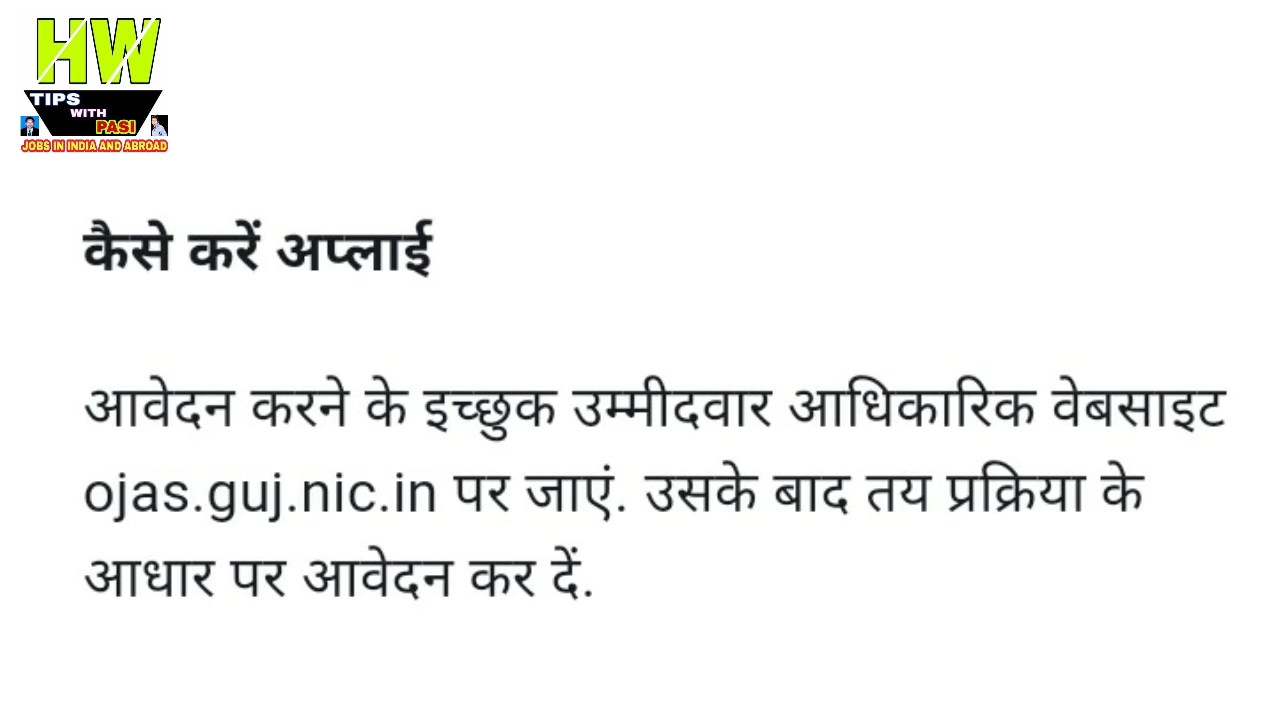 HW
TIPS
WITH
PASI
JOBS IN INDIA AND ABROAD
कैसे करें अप्लाई
आवेदन करने के इच्छुक उम्मीदवार आधिकारिक वेबसाइट
ojas.guj.nic.in पर जाएं. उसके बाद तय प्रक्रिया के
आधार पर आवेदन कर दें.